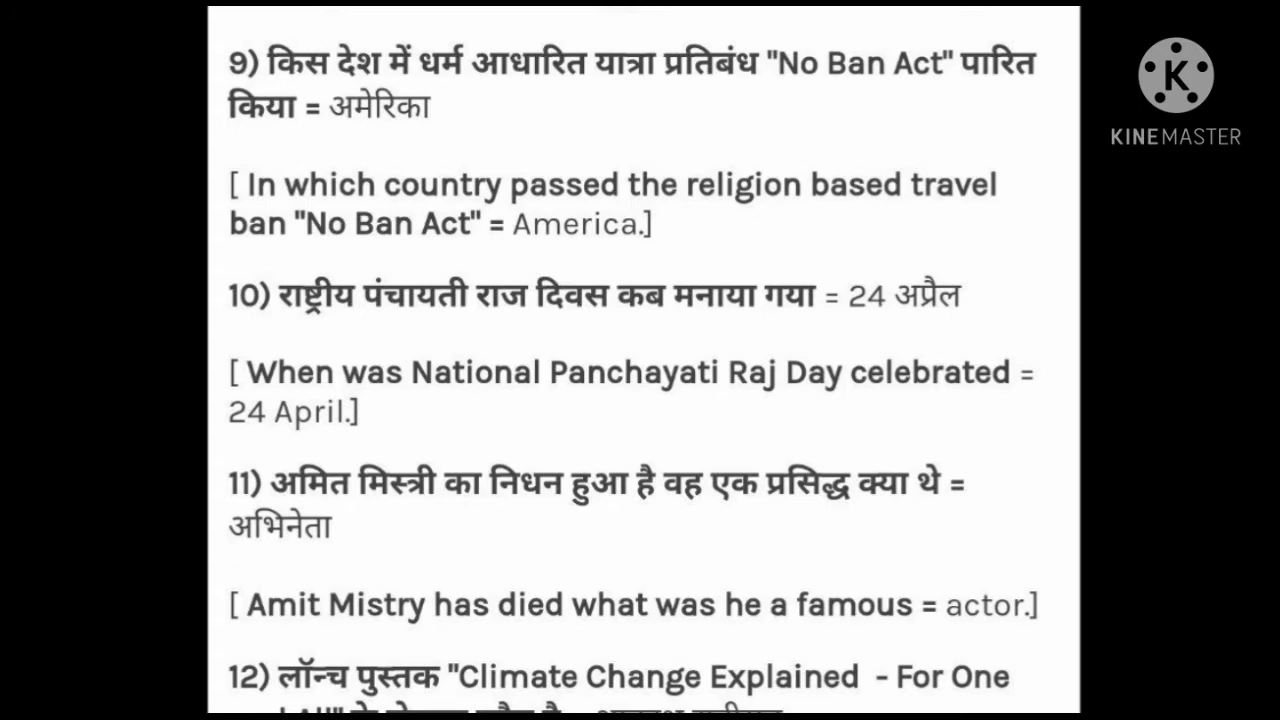 9) किस देश में धर्म आधारित यात्रा प्रतिबंध "No Ban Act" पारित
किया = अमेरिका
[ In which country passed the religion based travel
ban "No Ban Act" = America.]
10) राष्ट्रीय पंचायती राज दिवस कब मनाया गया = 24 अप्रैल
[ When was National Panchayati Raj Day celebrated =
24 April.]
11) अमित मिस्त्री का निधन हुआ है वह एक प्रसिद्ध क्या थे =
अभिनेता
[ Amit Mistry has died what was he a famous = actor.]
12) लॉन्च पुस्तक "Climate Change Explained - For One
K
KINEMASTER